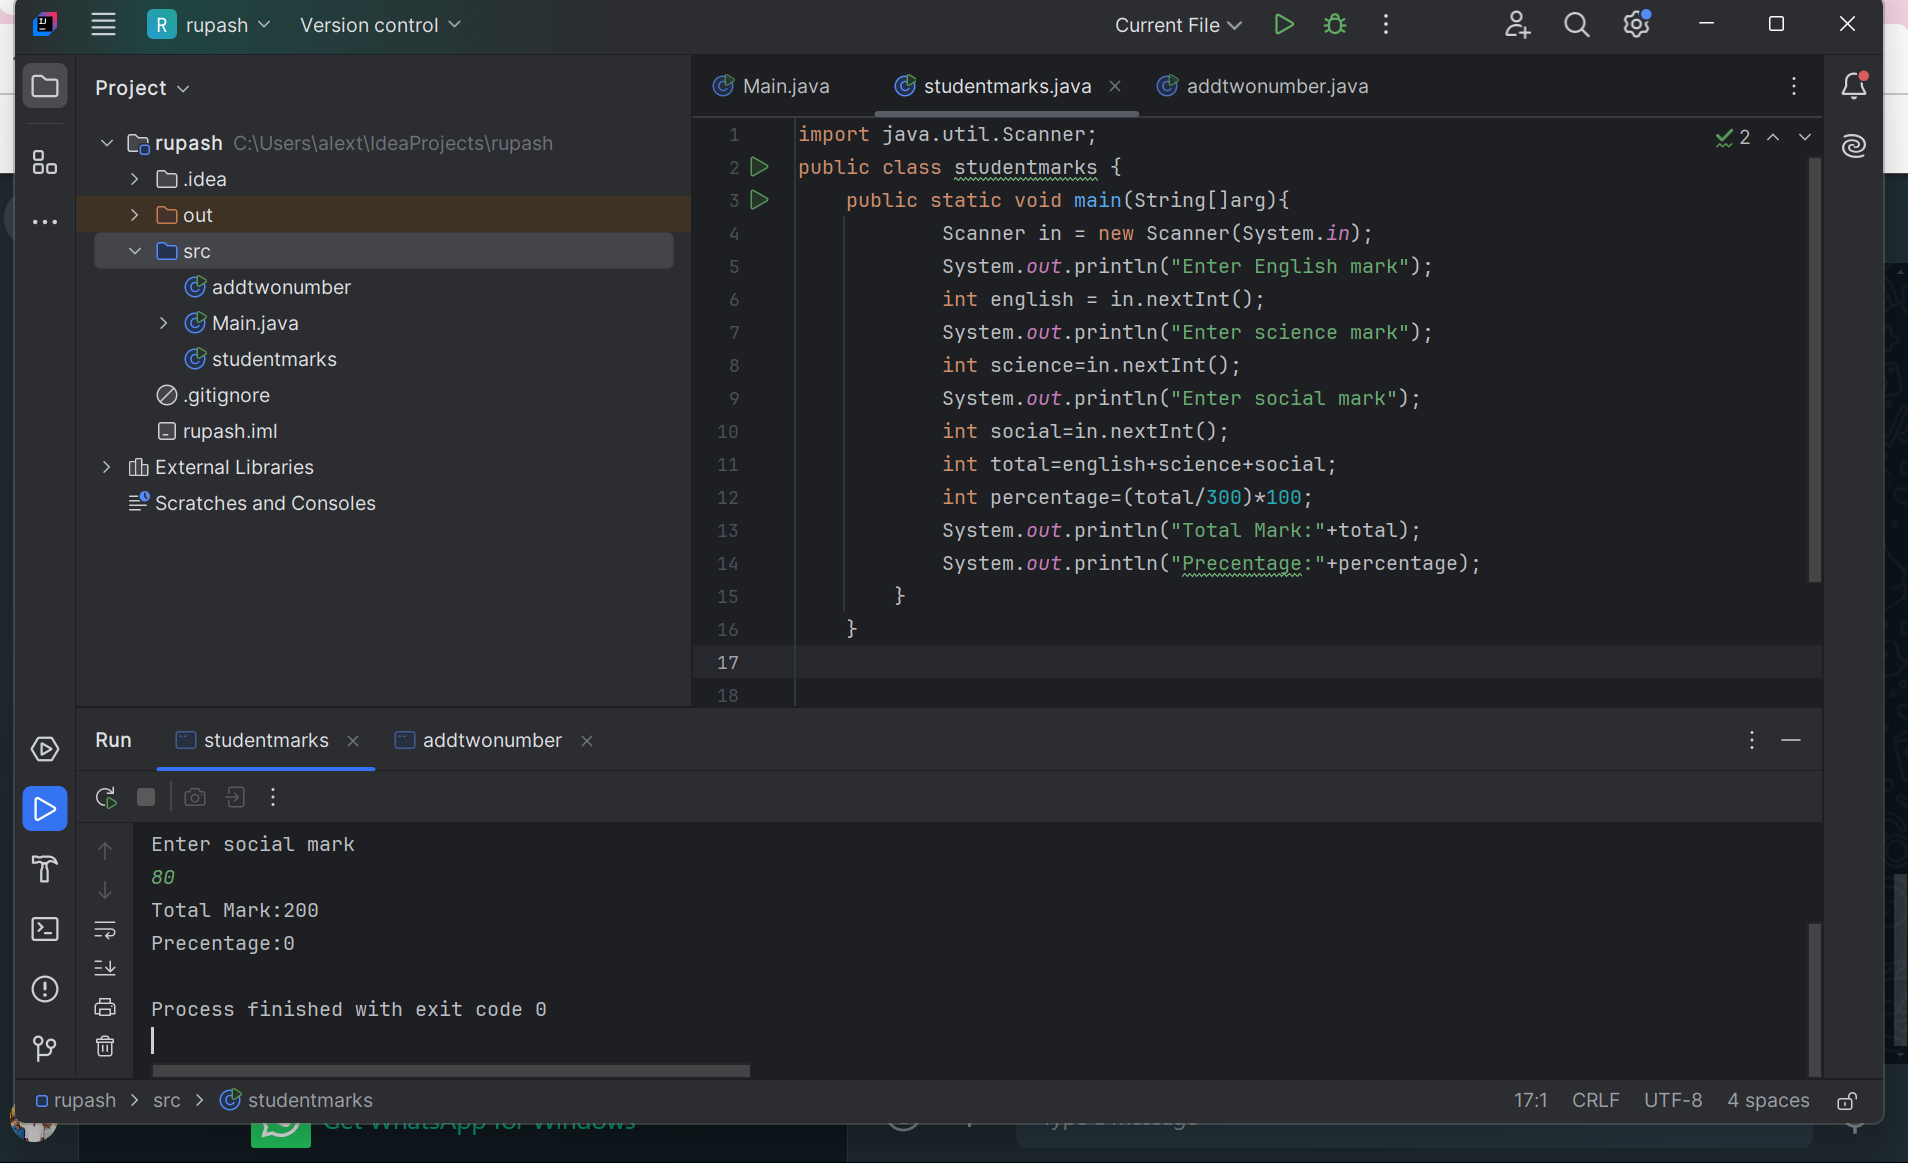 R rupash Version control Current File
Project
Main.java studentmarks.java addtwonumber.java
rupash C:\Users\alext\IdeaProjects\rupash
.idea
out
src
addtwonumber
Main.java
studentmarks
.gitignore
rupash.iml
External Libraries
Scratches and Consoles
2
1 import java.util.Scanner;
2 public class studentmarks {
3 public static void main(String[]arg){
4 Scanner in = new Scanner(System.in);
5 System.out.println("Enter English mark");
6 int english = in.nextInt();
7 System.out.println("Enter science mark");
8 int science=in.nextInt();
9 System.out.println("Enter social mark");
10 int social=in.nextInt();
11 int total=english+science+social;
12 int percentage=(total/300)*100;
13 System.out.println("Total Mark:"+total);
14 System.out.println("Precentage:"+percentage);
15 }
16 }
17
18
Run studentmarks addtwonumber
Enter social mark
80
Total Mark:200
Precentage:0
Process finished with exit code 0
rupash > src > studentmarks 17:1 CRLF UTF-8 4 spaces
Get WhatsApp for Windows
Type a message